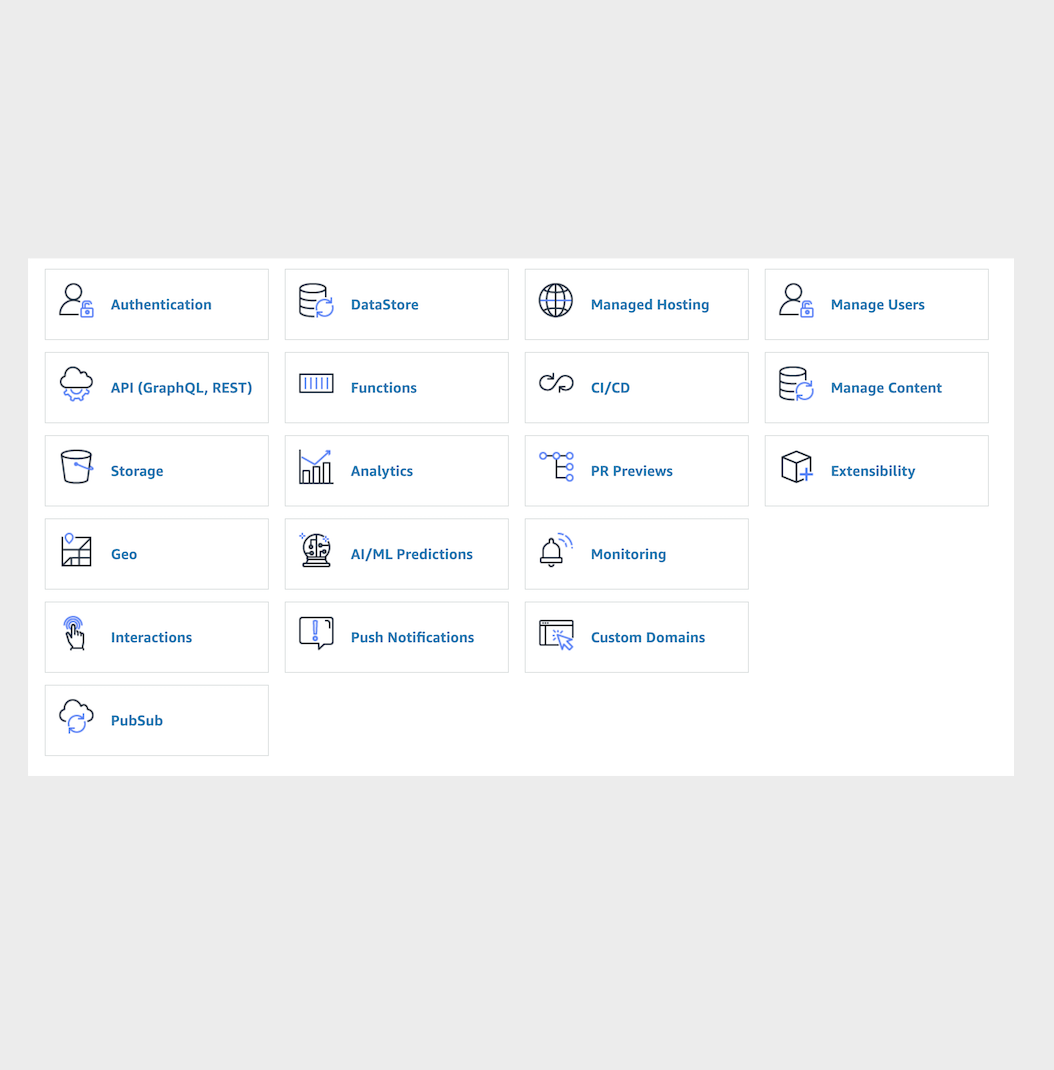 Authentication
DataStore
Managed Hosting
Manage Users
API (GraphQL, REST)
Functions
CI/CD
Manage Content
Storage
Analytics
PR Previews
Extensibility
Geo
AI/ML Predictions
Monitoring
Interactions
Push Notifications
Custom Domains
PubSub